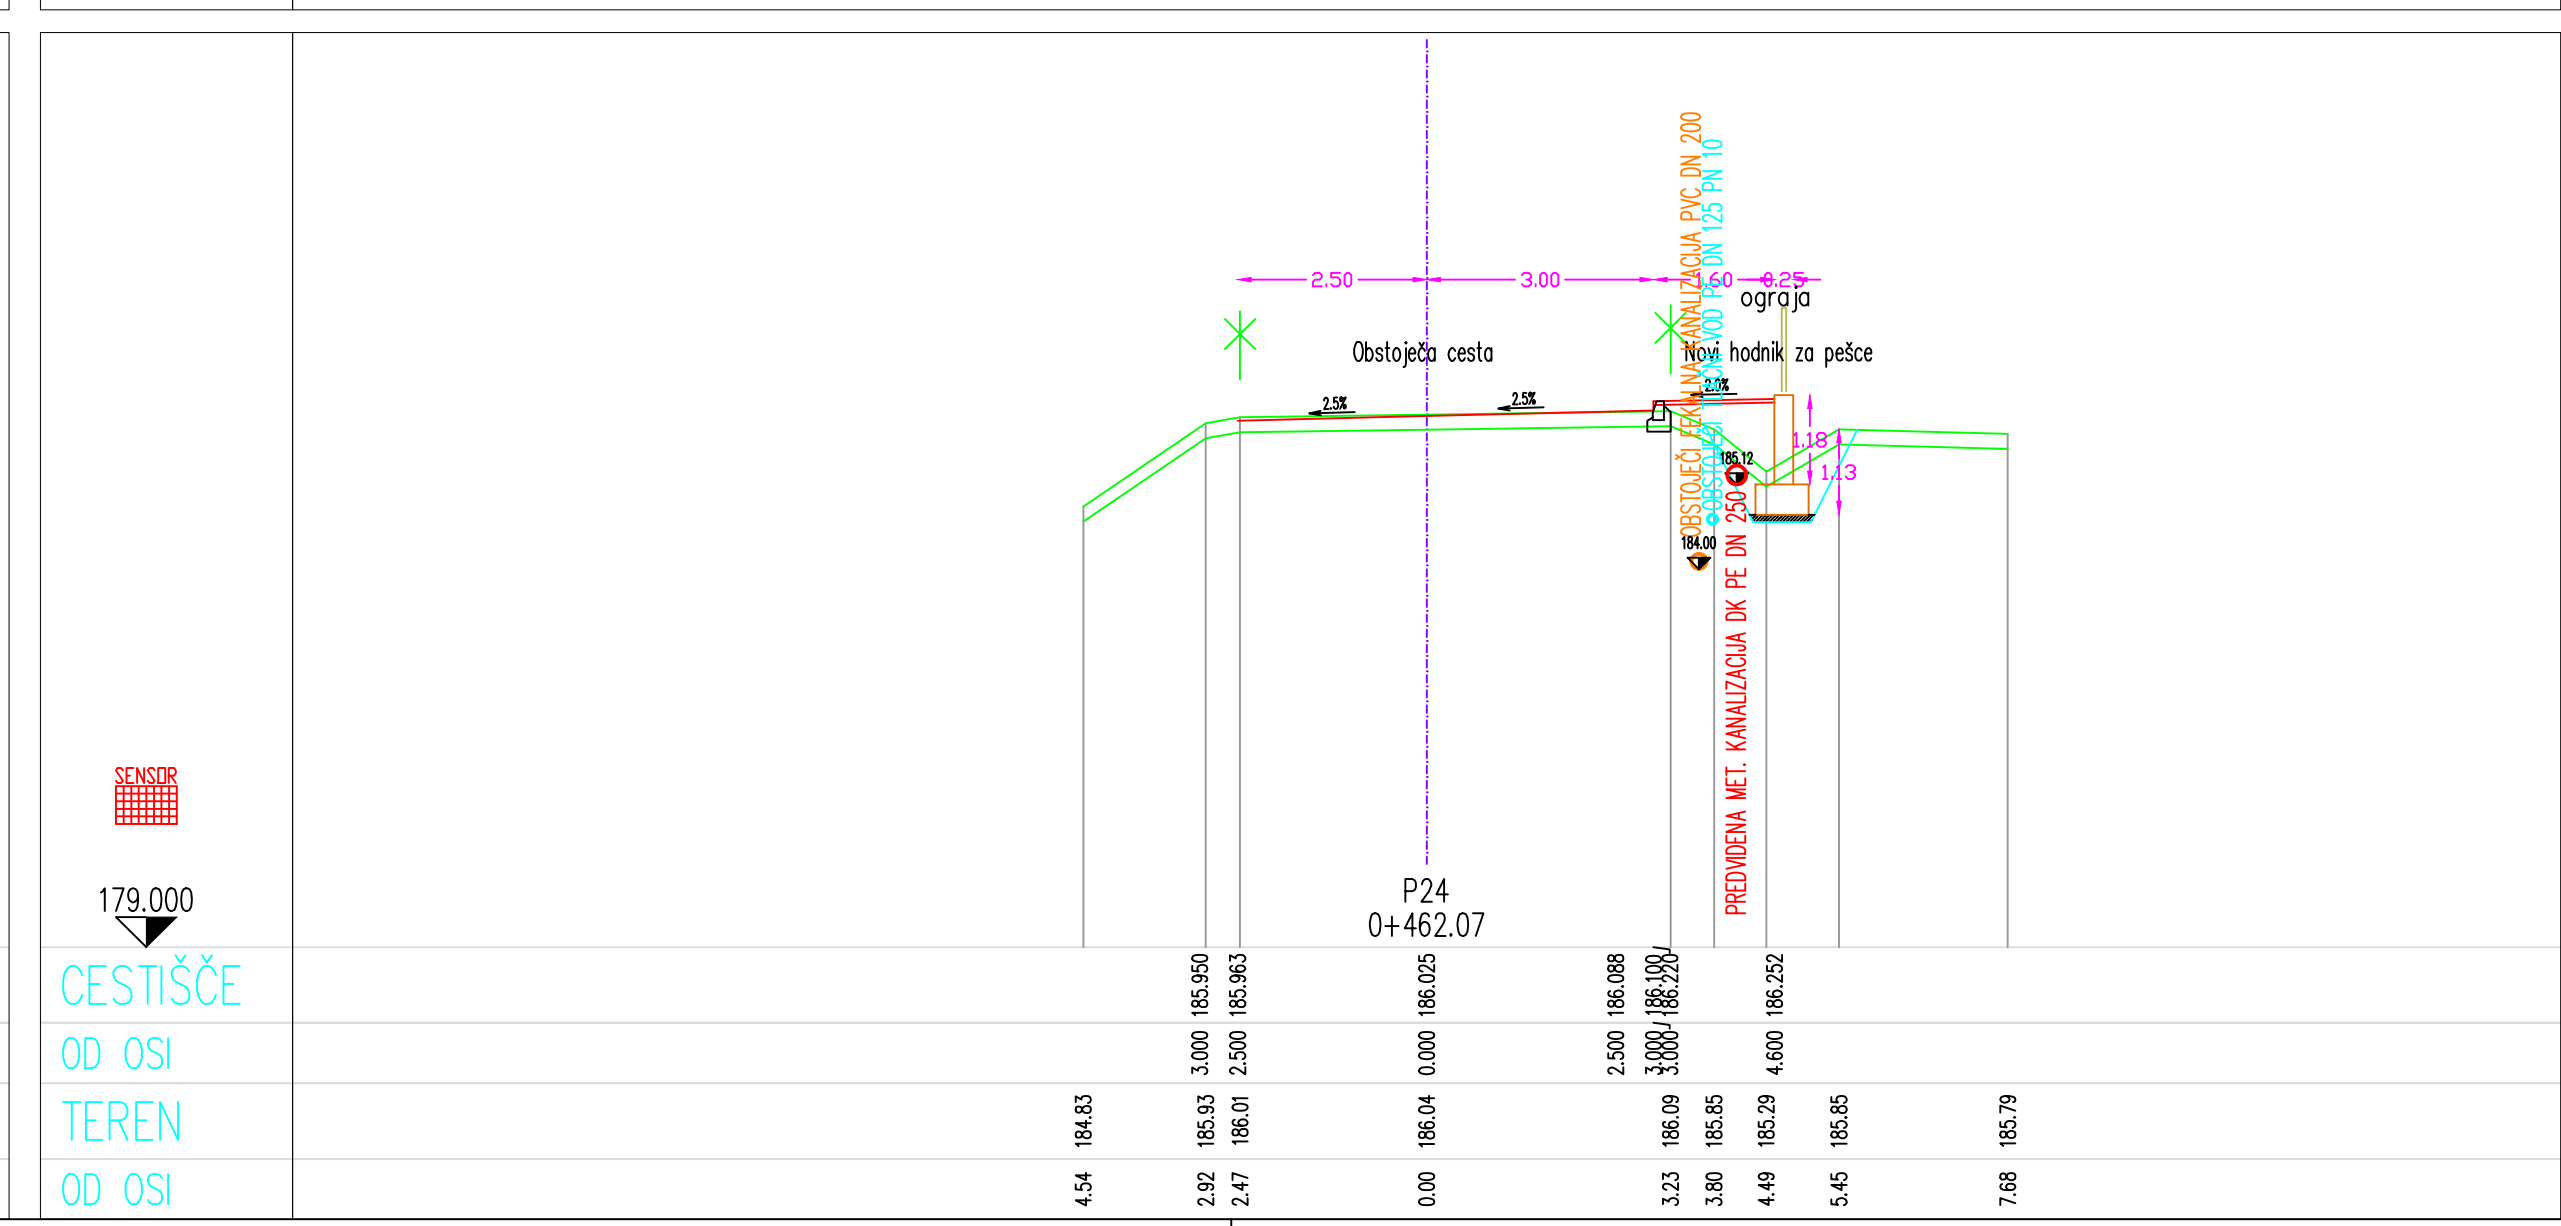 OBSTOJEČI FEKALNA KANALIZACIJA PVC DN 200
OBSTOJEČI TLAČNI VOD PE DN 125 PN 10
2.50
3.00
1.60
0.25
ograja
Obstoječa cesta
Novi hodnik za pešce
2.5%
2.5%
2.0%
1.18
1.13
185.12
184.00
PREDVIDENA MET. KANALIZACIJA DK PE DN 250
SENSOR
179.000
P24
0+462.07
CESTIŠČE 185.950 185.963 186.025 186.088 186.100/ 186.220 186.252
OD OSI 3.000 2.500 0.000 2.500 3.000/ 3.000 4.600
TEREN 184.83 185.93 186.01 186.04 186.09 185.85 185.29 185.85 185.79
OD OSI 4.54 2.92 2.47 0.00 3.23 3.80 4.49 5.45 7.68